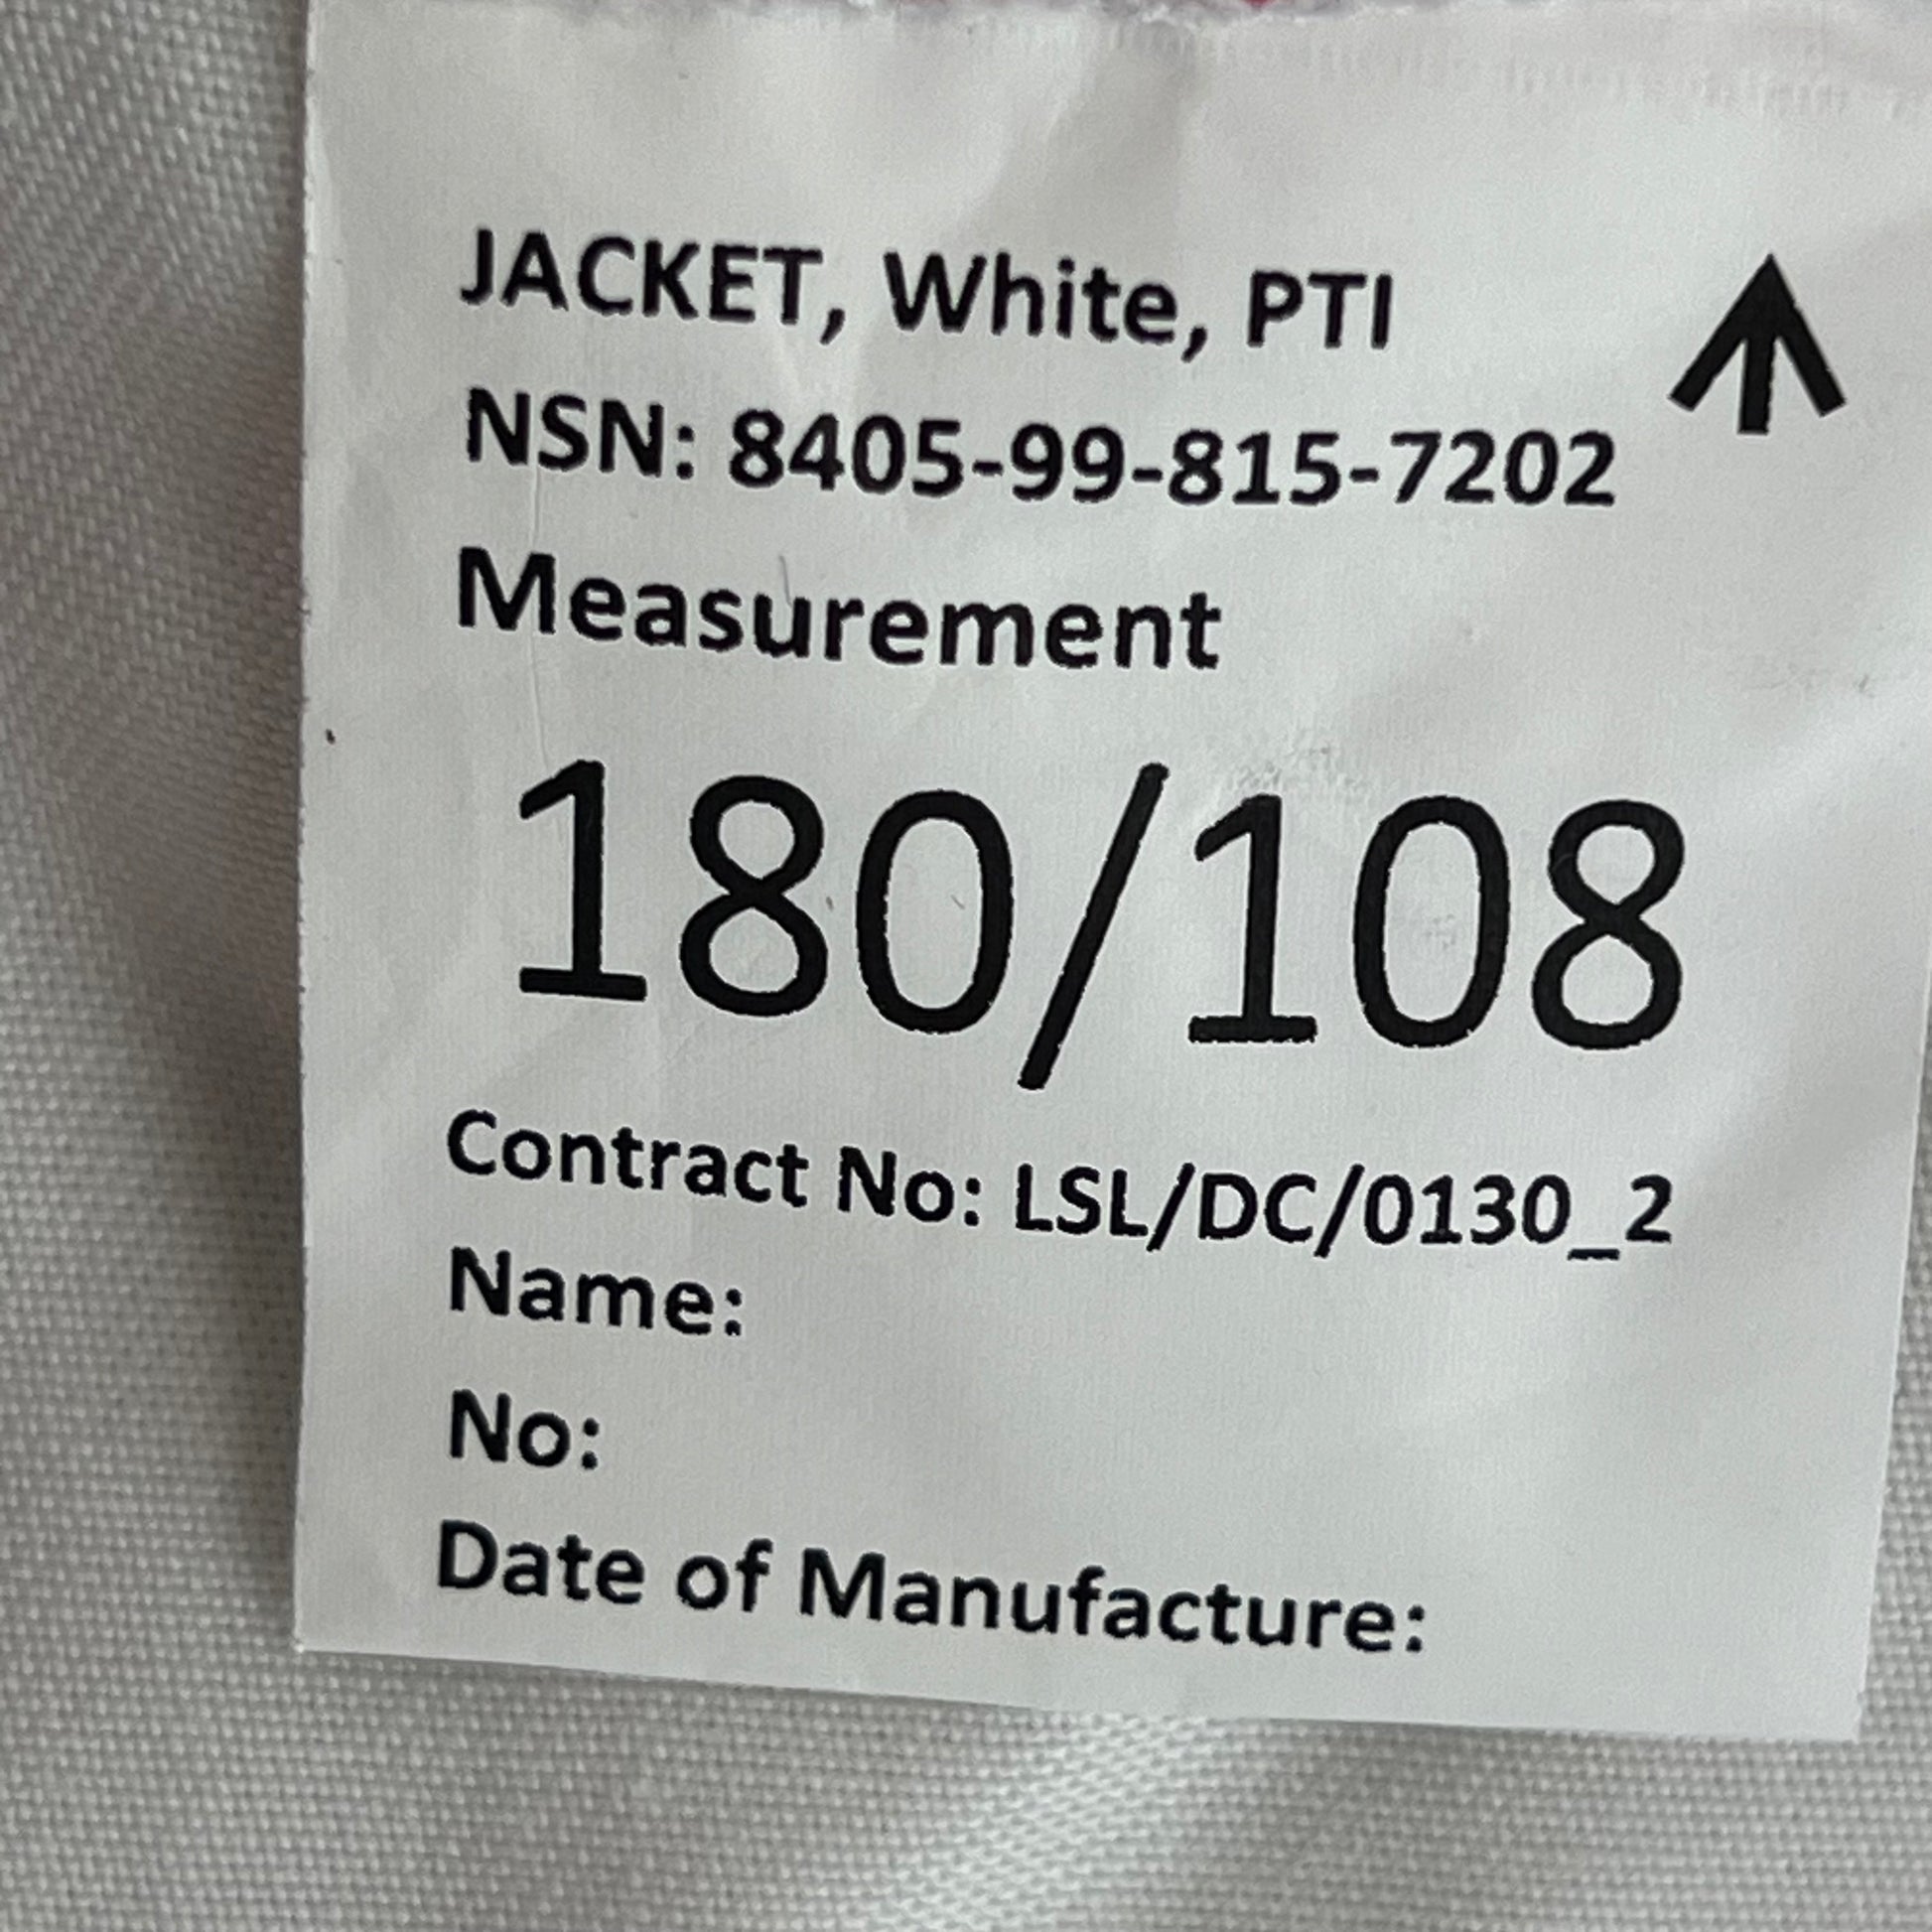 JACKET, White, PTI
NSN: 8405-99-815-7202
Measurement
180/108
Contract No: LSL/DC/0130_2
Name:
No:
Date of Manufacture: